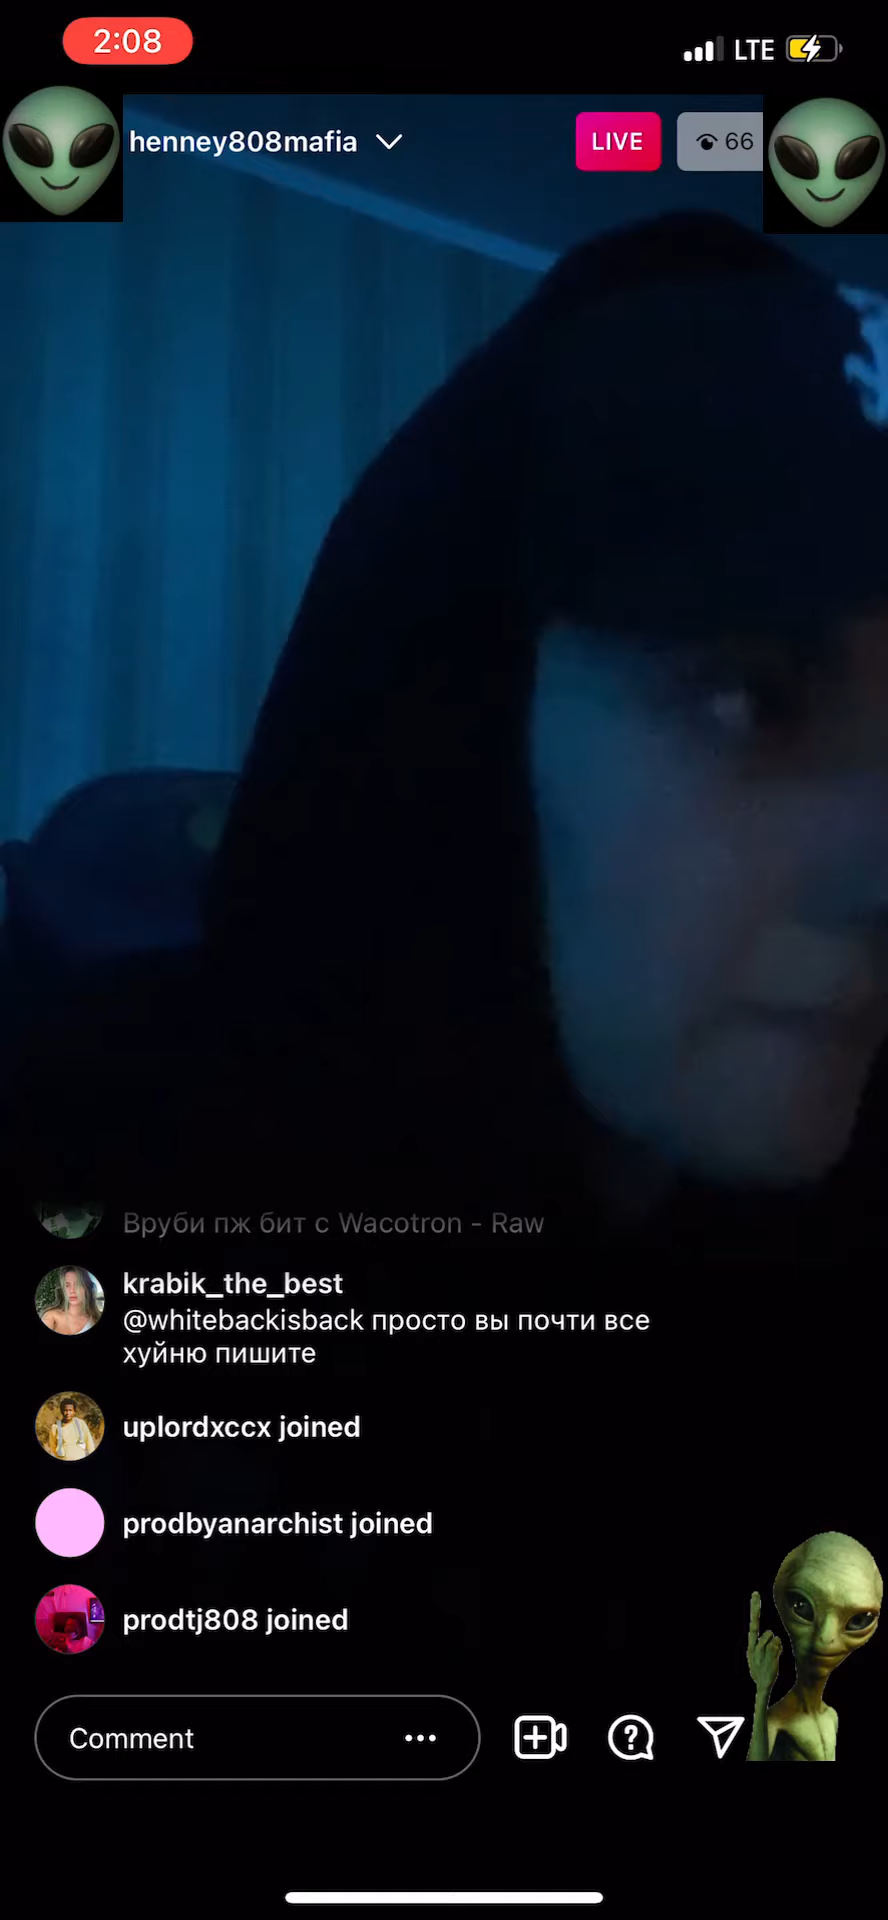 2:08
LTE
henney808mafia
LIVE
66
Вруби пж бит с Wacotron - Raw
krabik_the_best
@whitebackisback просто вы почти все
хуйню пишите
uplordxccx joined
prodbyanarchist joined
prodtj808 joined
Comment